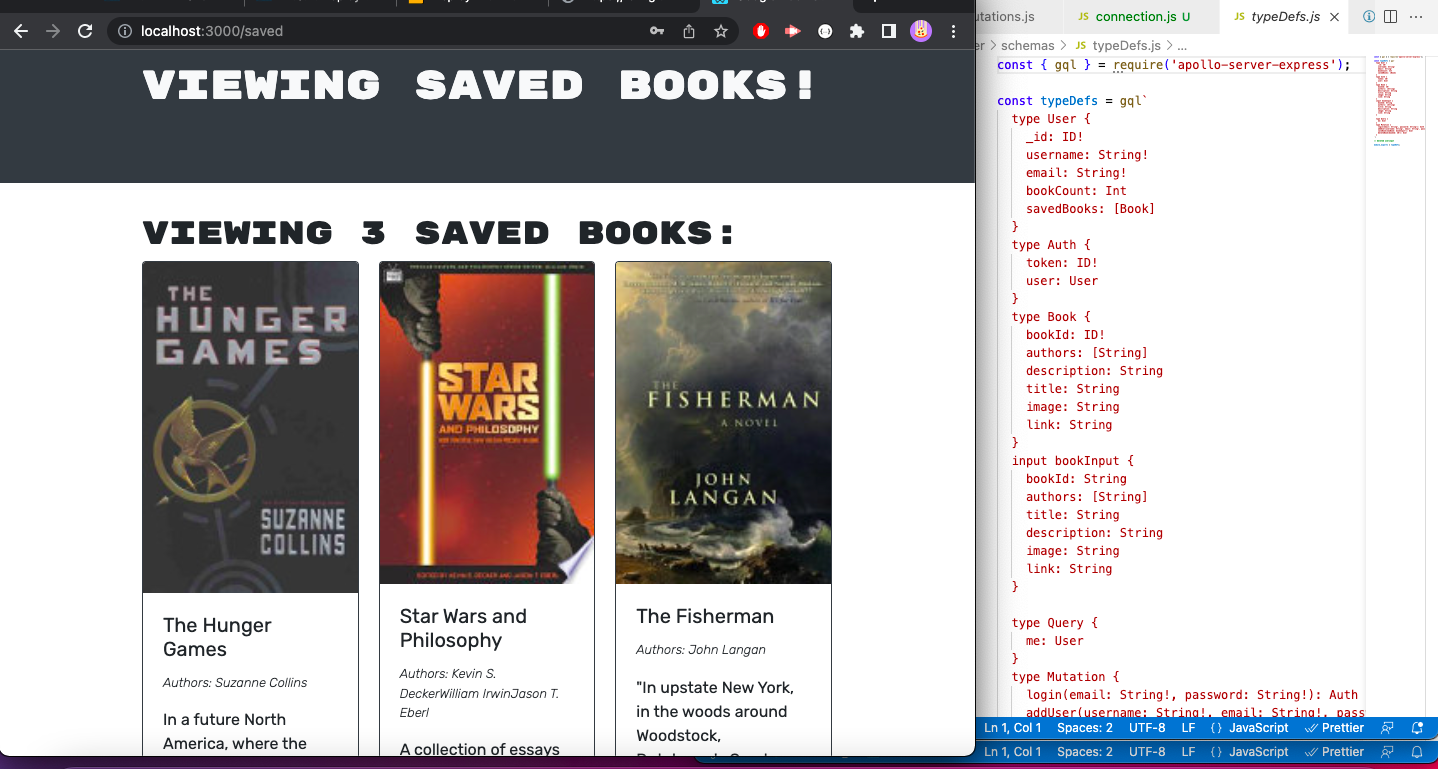 localhost:3000/saved
VIEWING SAVED BOOKS!
VIEWING 3 SAVED BOOKS:
THE
HUNGER
GAMES
SUZANNE
COLLINS
The Hunger
Games
Authors: Suzanne Collins
In a future North
America, where the
STAR
WARS
AND PHILOSOPHY
Star Wars and
Philosophy
Authors: Kevin S.
DeckerWilliam IrwinJason T.
Eberl
A collection of essays
THE
FISHERMAN
A NOVEL
JOHN
LANGAN
The Fisherman
Authors: John Langan
"In upstate New York,
in the woods around
Woodstock,
utations.js
JS connection.js U
JS typeDefs.js
er > schemas > JS typeDefs.js > ...
const { gql } = require('apollo-server-express');
const typeDefs = gql`
type User {
_id: ID!
username: String!
email: String!
bookCount: Int
savedBooks: [Book]
}
type Auth {
token: ID!
user: User
}
type Book {
bookId: ID!
authors: [String]
description: String
title: String
image: String
link: String
}
input bookInput {
bookId: String
authors: [String]
title: String
description: String
image: String
link: String
}
type Query {
me: User
}
type Mutation {
login(email: String!, password: String!): Auth
addUser(username: String!, email: String!, pass
Ln 1, Col 1 Spaces: 2 UTF-8 LF {} JavaScript Prettier
Ln 1, Col 1 Spaces: 2 UTF-8 LF {} JavaScript Prettier